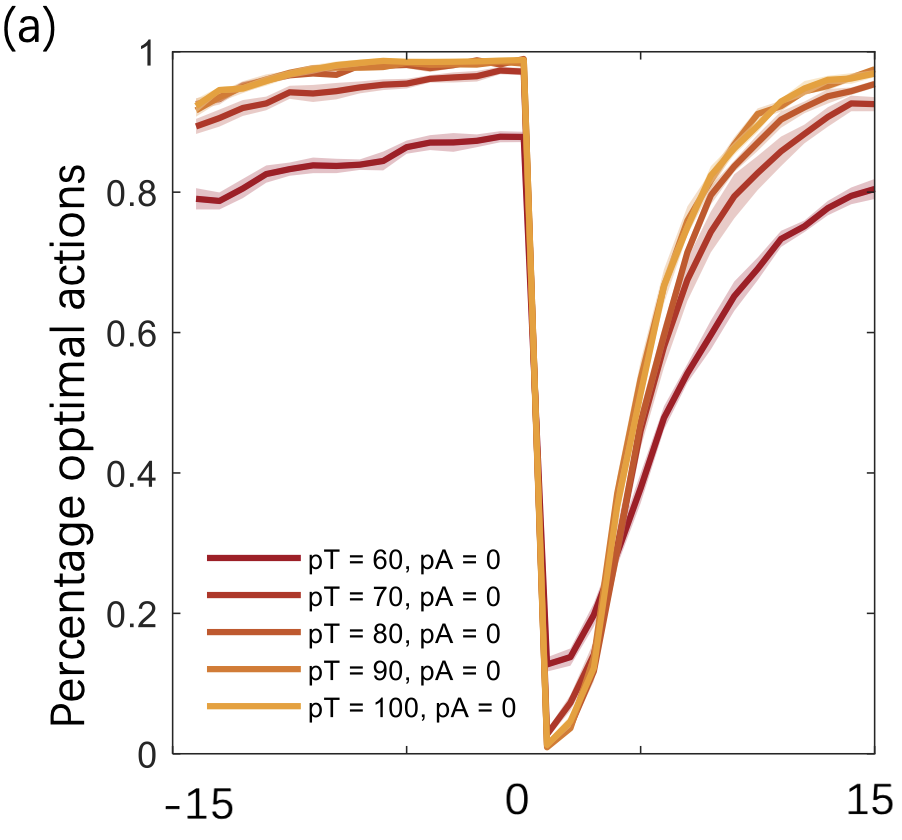 (a)
Percentage optimal actions
1
0.8
0.6
0.4
0.2
0
pT = 60, pA = 0
pT = 70, pA = 0
pT = 80, pA = 0
pT = 90, pA = 0
pT = 100, pA = 0
-15 0 15